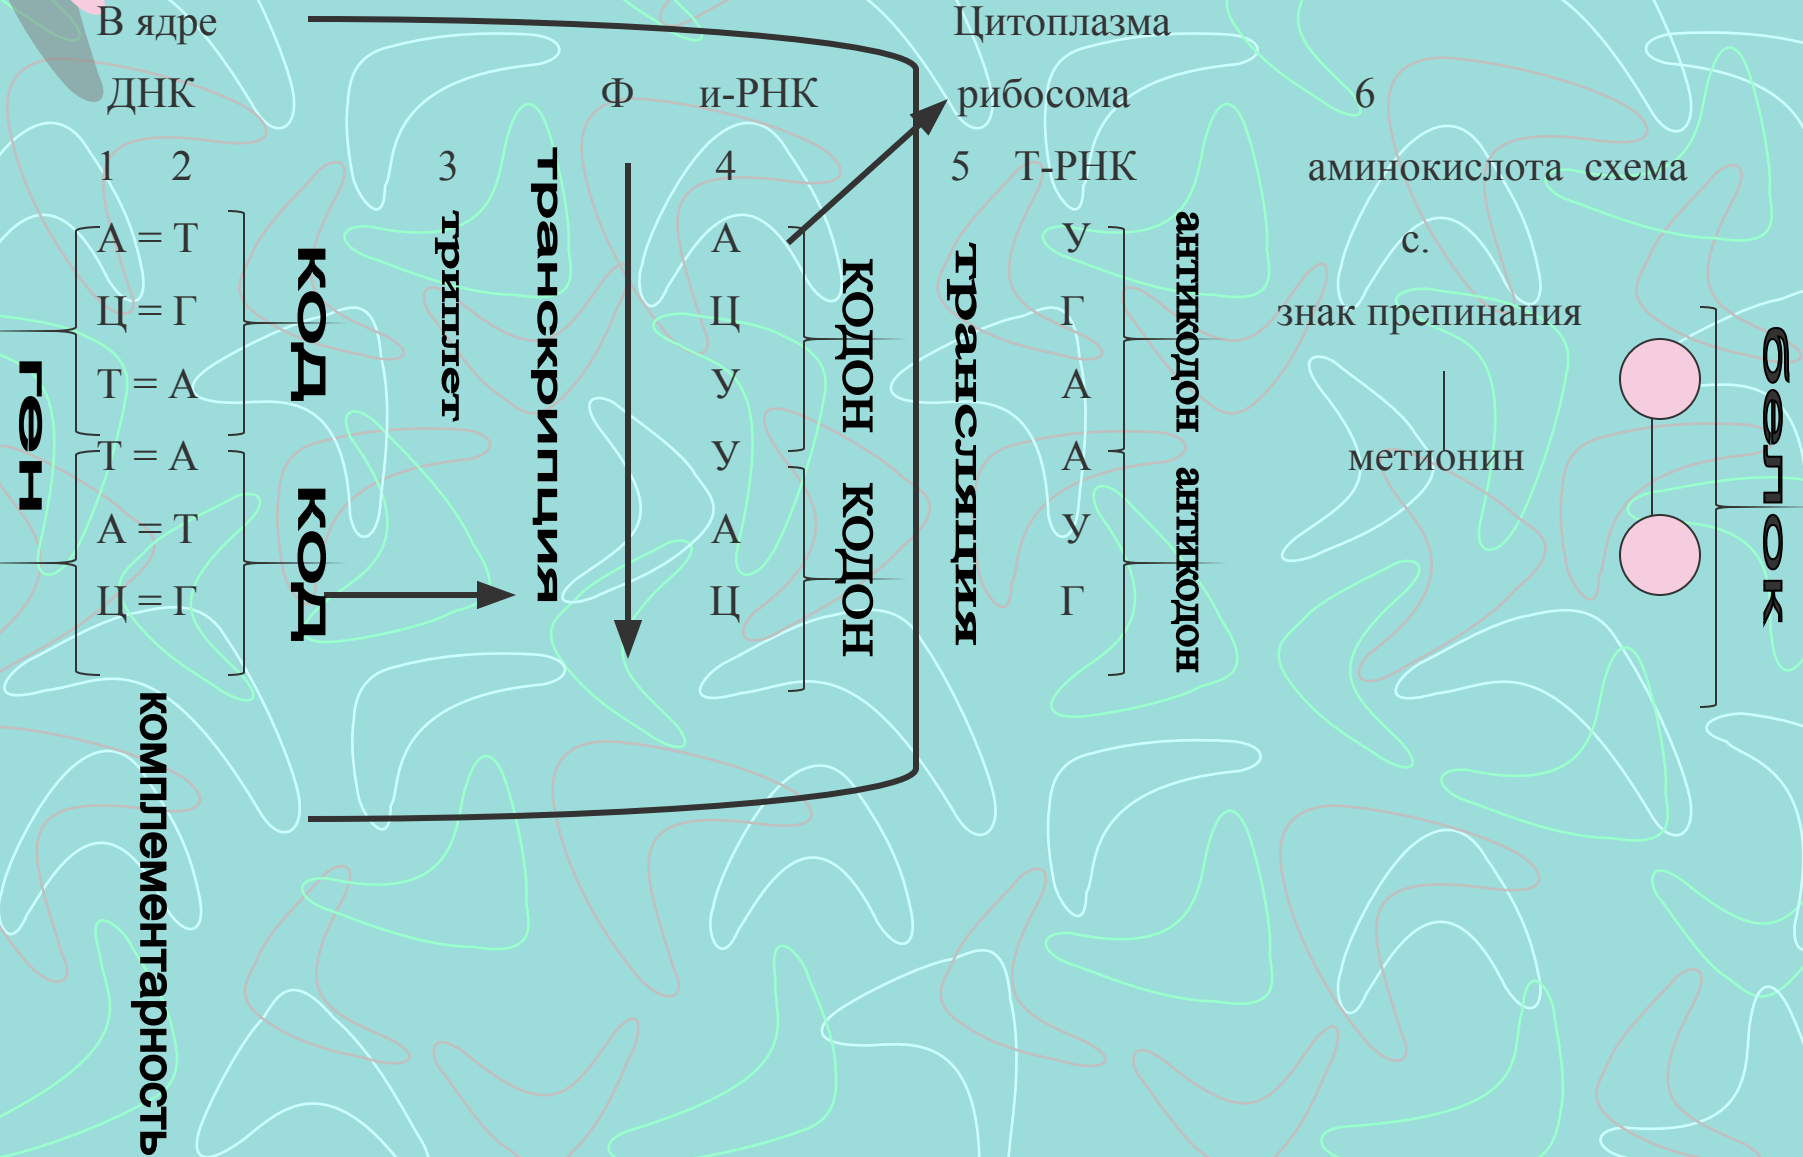 В ядре Цитоплазма
ДНК Ф и-РНК рибосома 6
1 2 3 4 5 Т-РНК аминокислота схема
А = Т А У с.
Ц = Г Ц Г знак препинания
Т = А У А
Т = А У А метионин
А = Т А У
Ц = Г Ц Г
ген
код
код
триплет
транскрипция
кодон
кодон
трансляция
антикодон
антикодон
белок
комплементарность